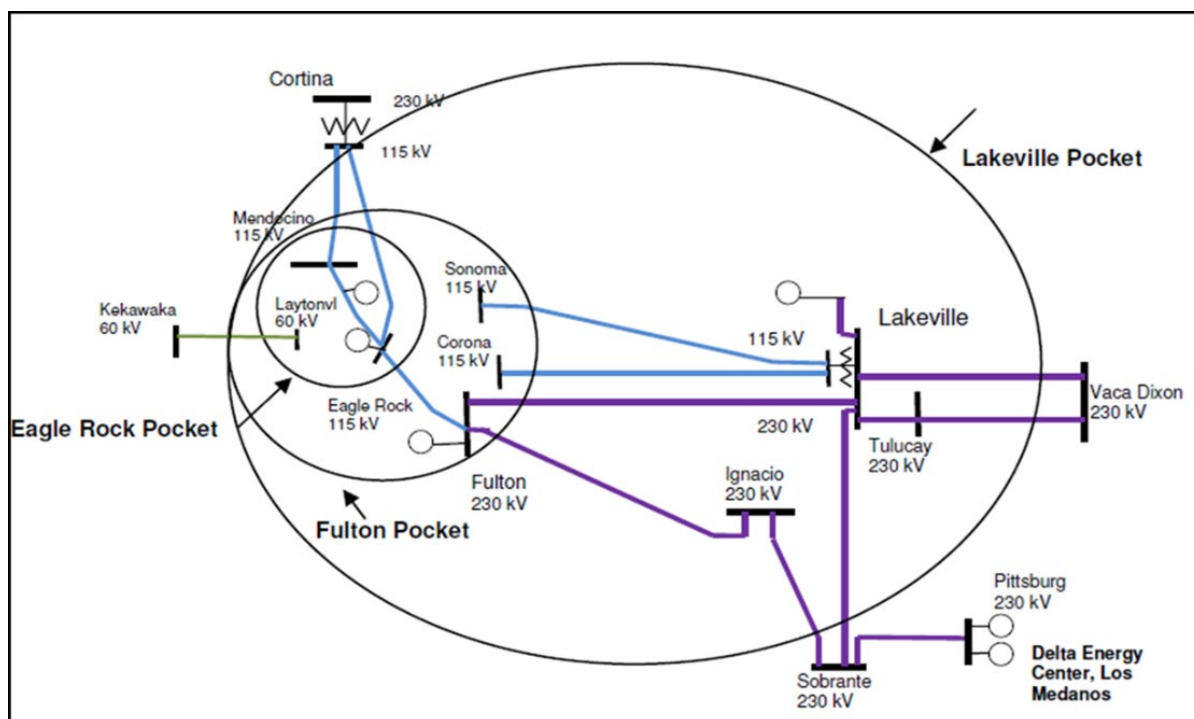 Cortina
230 kV
115 kV
Lakeville Pocket
Mendocino
115 kV
Sonoma
115 kV
Kekawaka
60 kV
Laytonvl
60 kV
Lakeville
115 kV
Corona
115 kV
Vaca Dixon
230 kV
Eagle Rock
115 kV
Eagle Rock Pocket
230 kV
Tulucay
230 kV
Fulton
230 kV
Ignacio
230 kV
Fulton Pocket
Pittsburg
230 kV
Delta Energy
Center, Los
Medanos
Sobrante
230 kV